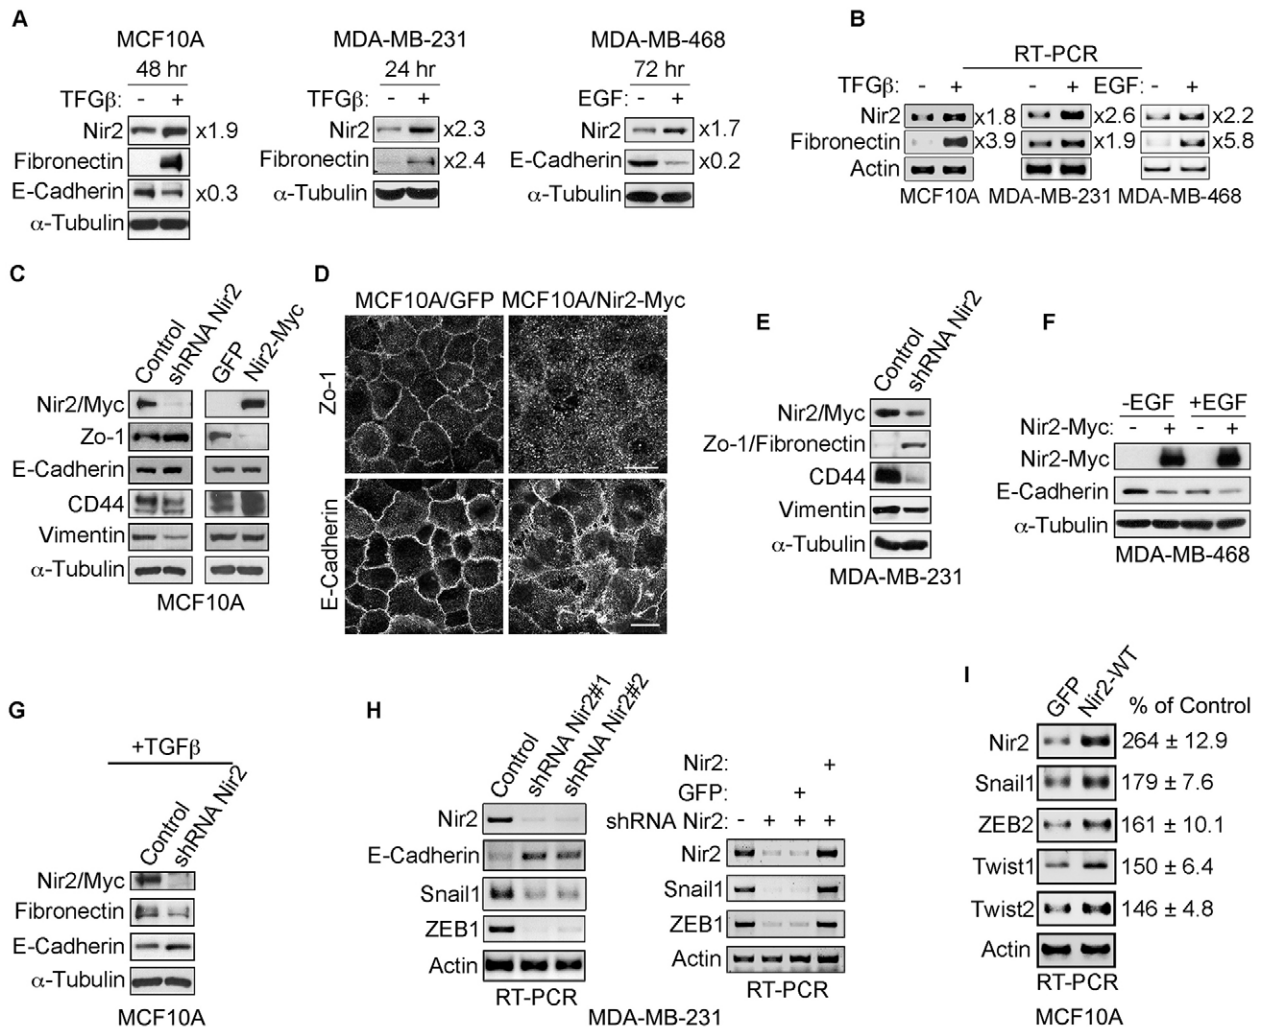 A
MCF10A
48 hr
TFGβ: - +
Nir2 x1.9
Fibronectin
E-Cadherin x0.3
α-Tubulin
MDA-MB-231
24 hr
TFGβ: - +
Nir2 x2.3
Fibronectin x2.4
α-Tubulin
MDA-MB-468
72 hr
EGF: - +
Nir2 x1.7
E-Cadherin x0.2
α-Tubulin
B
RT-PCR
TFGβ: - + - + EGF: - +
Nir2 x1.8 x2.6 x2.2
Fibronectin x3.9 x1.9 x5.8
Actin
MCF10A MDA-MB-231 MDA-MB-468
C
Control shRNA Nir2 GFP Nir2-Myc
Nir2/Myc
Zo-1
E-Cadherin
CD44
Vimentin
α-Tubulin
MCF10A
D
MCF10A/GFP MCF10A/Nir2-Myc
Zo-1
E-Cadherin
E
Control shRNA Nir2
Nir2/Myc
Zo-1/Fibronectin
CD44
Vimentin
α-Tubulin
MDA-MB-231
F
-EGF +EGF
Nir2-Myc: - + - +
Nir2-Myc
E-Cadherin
α-Tubulin
MDA-MB-468
G
+TGFβ
Control shRNA Nir2
Nir2/Myc
Fibronectin
E-Cadherin
α-Tubulin
MCF10A
H
Control shRNA Nir2#1 shRNA Nir2#2
Nir2
E-Cadherin
Snail1
ZEB1
Actin
RT-PCR
Nir2: +
GFP: +
shRNA Nir2: - + + +
Nir2
Snail1
ZEB1
Actin
RT-PCR
MDA-MB-231
I
GFP Nir2-WT % of Control
Nir2 264 ± 12.9
Snail1 179 ± 7.6
ZEB2 161 ± 10.1
Twist1 150 ± 6.4
Twist2 146 ± 4.8
Actin
RT-PCR
MCF10A